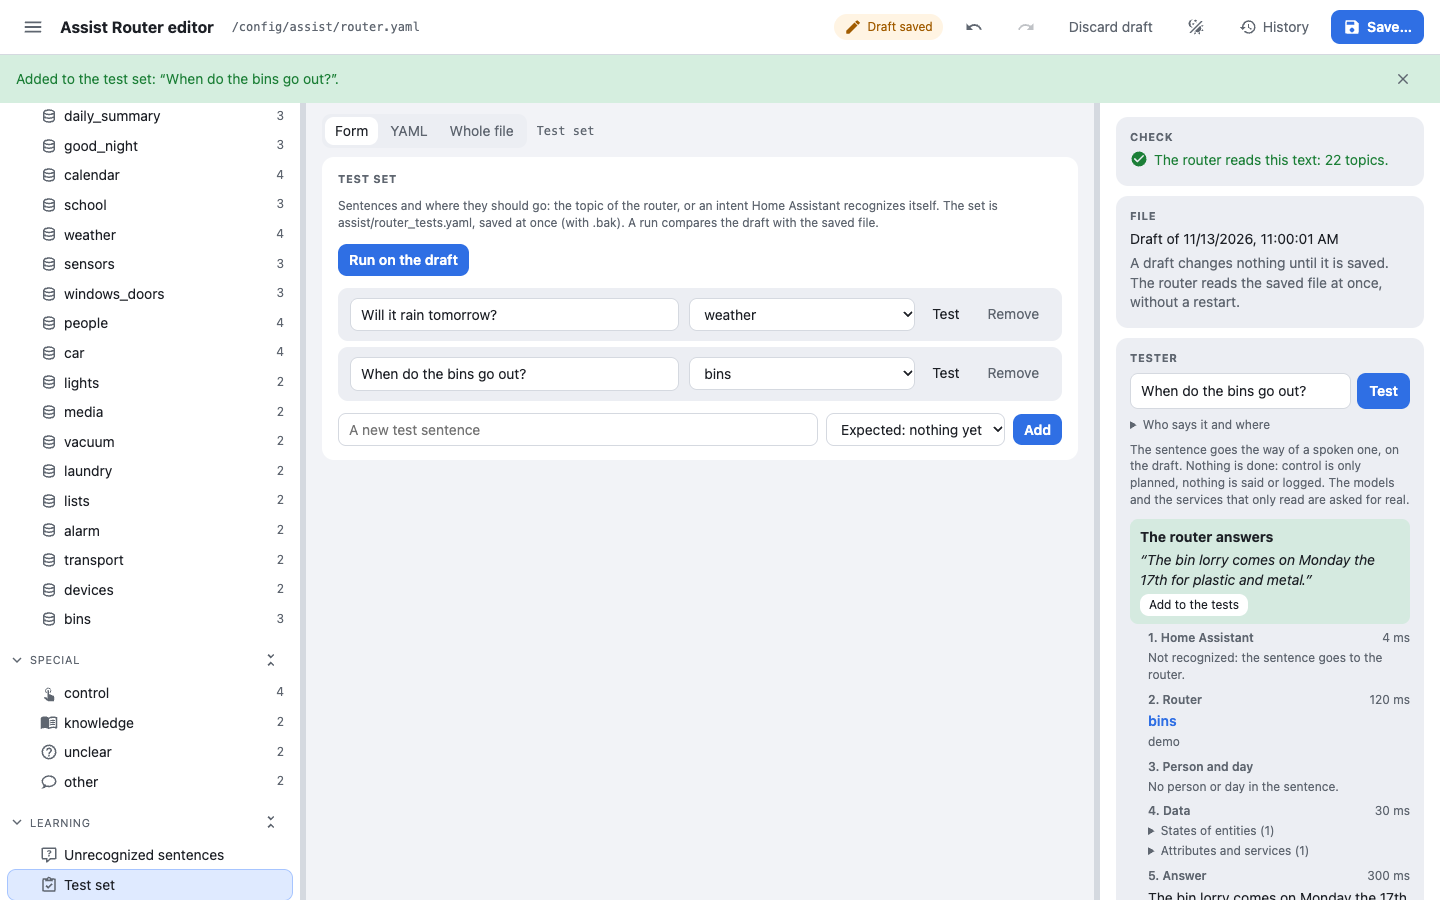 Assist Router editor
/config/assist/router.yaml
Draft saved
Discard draft
History
Save...
Added to the test set: “When do the bins go out?”.
daily_summary 3
good_night 3
calendar 4
school 3
weather 4
sensors 3
windows_doors 3
people 4
car 4
lights 2
media 2
vacuum 2
laundry 2
lists 2
alarm 2
transport 2
devices 2
bins 3
SPECIAL
control 4
knowledge 2
unclear 2
other 2
LEARNING
Unrecognized sentences
Test set
Form
YAML
Whole file
Test set
TEST SET
Sentences and where they should go: the topic of the router, or an intent Home Assistant recognizes itself. The set is
assist/router_tests.yaml, saved at once (with .bak). A run compares the draft with the saved file.
Run on the draft
Will it rain tomorrow? weather Test Remove
When do the bins go out? bins Test Remove
A new test sentence Expected: nothing yet Add
CHECK
The router reads this text: 22 topics.
FILE
Draft of 11/13/2026, 11:00:01 AM
A draft changes nothing until it is saved.
The router reads the saved file at once,
without a restart.
TESTER
When do the bins go out? Test
Who says it and where
The sentence goes the way of a spoken one, on
the draft. Nothing is done: control is only
planned, nothing is said or logged. The models
and the services that only read are asked for real.
The router answers
“The bin lorry comes on Monday the
17th for plastic and metal.”
Add to the tests
1. Home Assistant 4 ms
Not recognized: the sentence goes to the
router.
2. Router 120 ms
bins
demo
3. Person and day
No person or day in the sentence.
4. Data 30 ms
States of entities (1)
Attributes and services (1)
5. Answer 300 ms
The bin lorry comes on Monday the 17th